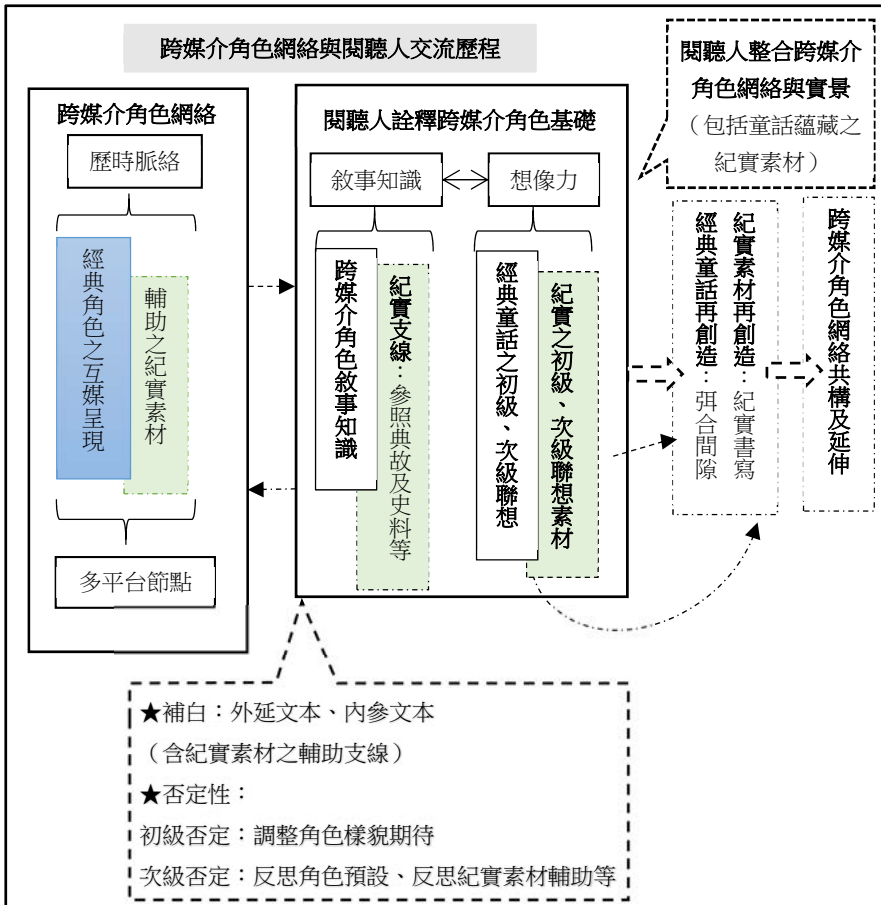 跨媒介角色網絡與閱聽人交流歷程
跨媒介角色網絡
歷時脈絡
經典角色之互媒呈現
輔助之紀實素材
多平台節點
閱聽人詮釋跨媒介角色基礎
敘事知識
想像力
跨媒介角色敘事知識
紀實支線：參照典故及史料等
經典童話之初級、次級聯想
紀實之初級、次級聯想素材
閱聽人整合跨媒介
角色網絡與實景
（包括童話蘊藏之
紀實素材）
紀實素材再創造：紀實書寫
經典童話再創造：弭合間隙
跨媒介角色網絡共構及延伸
★補白：外延文本、內參文本
（含紀實素材之輔助支線）
★否定性：
初級否定：調整角色樣貌期待
次級否定：反思角色預設、反思紀實素材輔助等